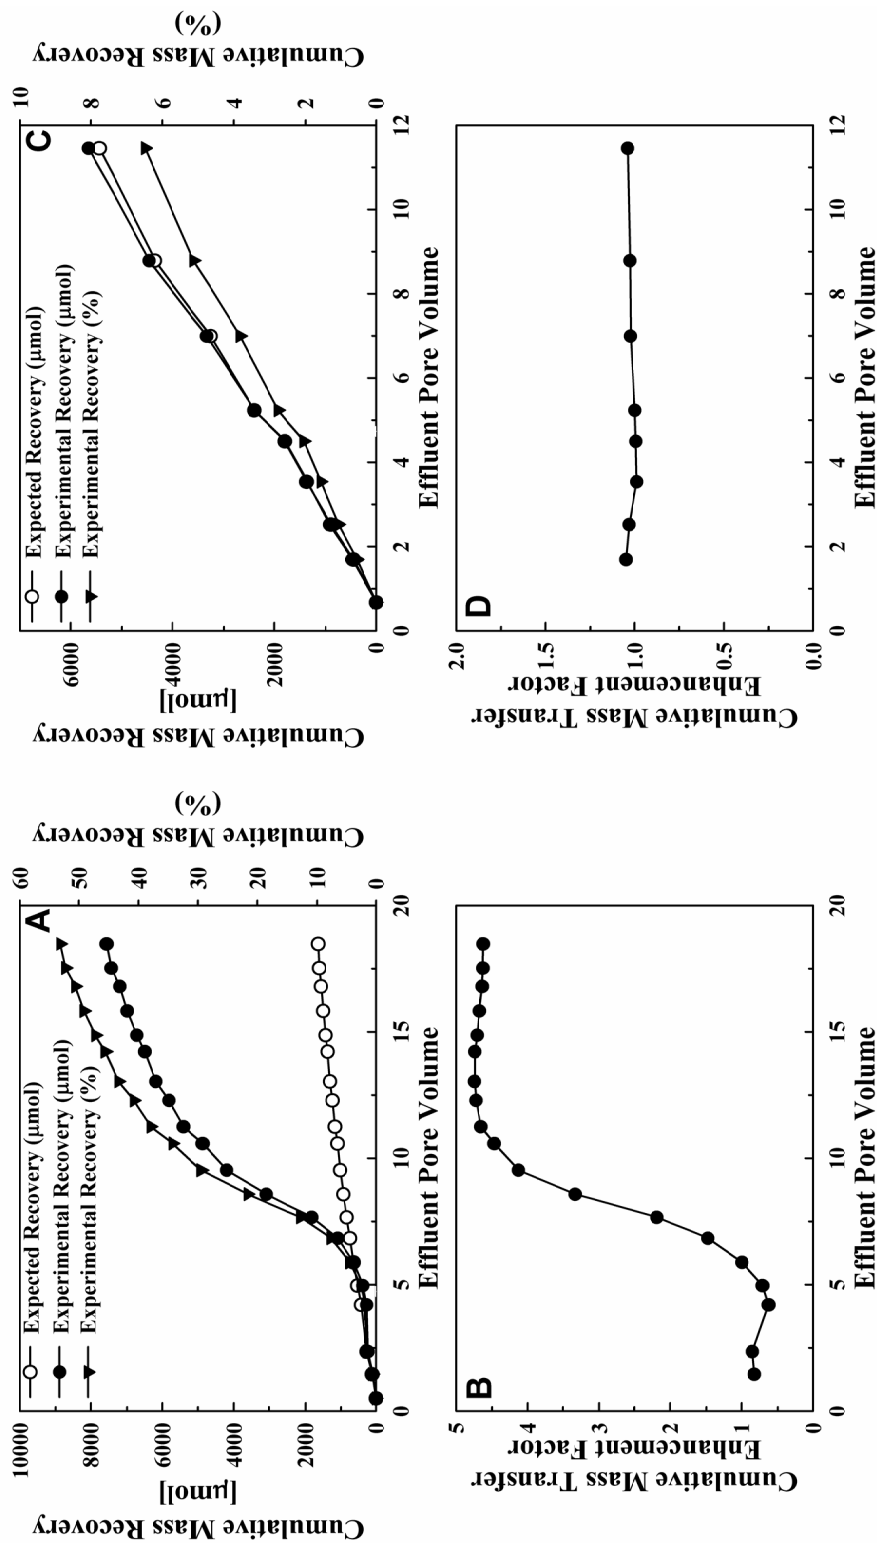 Cumulative Mass Recovery
[μmol]
10000
8000
6000
4000
2000
0
A
Expected Recovery (μmol)
Experimental Recovery (μmol)
Experimental Recovery (%)
60
50
40
30
20
10
0
Cumulative Mass Recovery
(%)
0
5
10
15
20
Effluent Pore Volume
Cumulative Mass Transfer
Enhancement Factor
5
4
3
2
1
0
B
0
5
10
15
20
Effluent Pore Volume
Cumulative Mass Recovery
[μmol]
6000
4000
2000
0
C
Expected Recovery (μmol)
Experimental Recovery (μmol)
Experimental Recovery (%)
10
8
6
4
2
0
Cumulative Mass Recovery
(%)
0
2
4
6
8
10
12
Effluent Pore Volume
Cumulative Mass Transfer
Enhancement Factor
2.0
1.5
1.0
0.5
0.0
D
0
2
4
6
8
10
12
Effluent Pore Volume